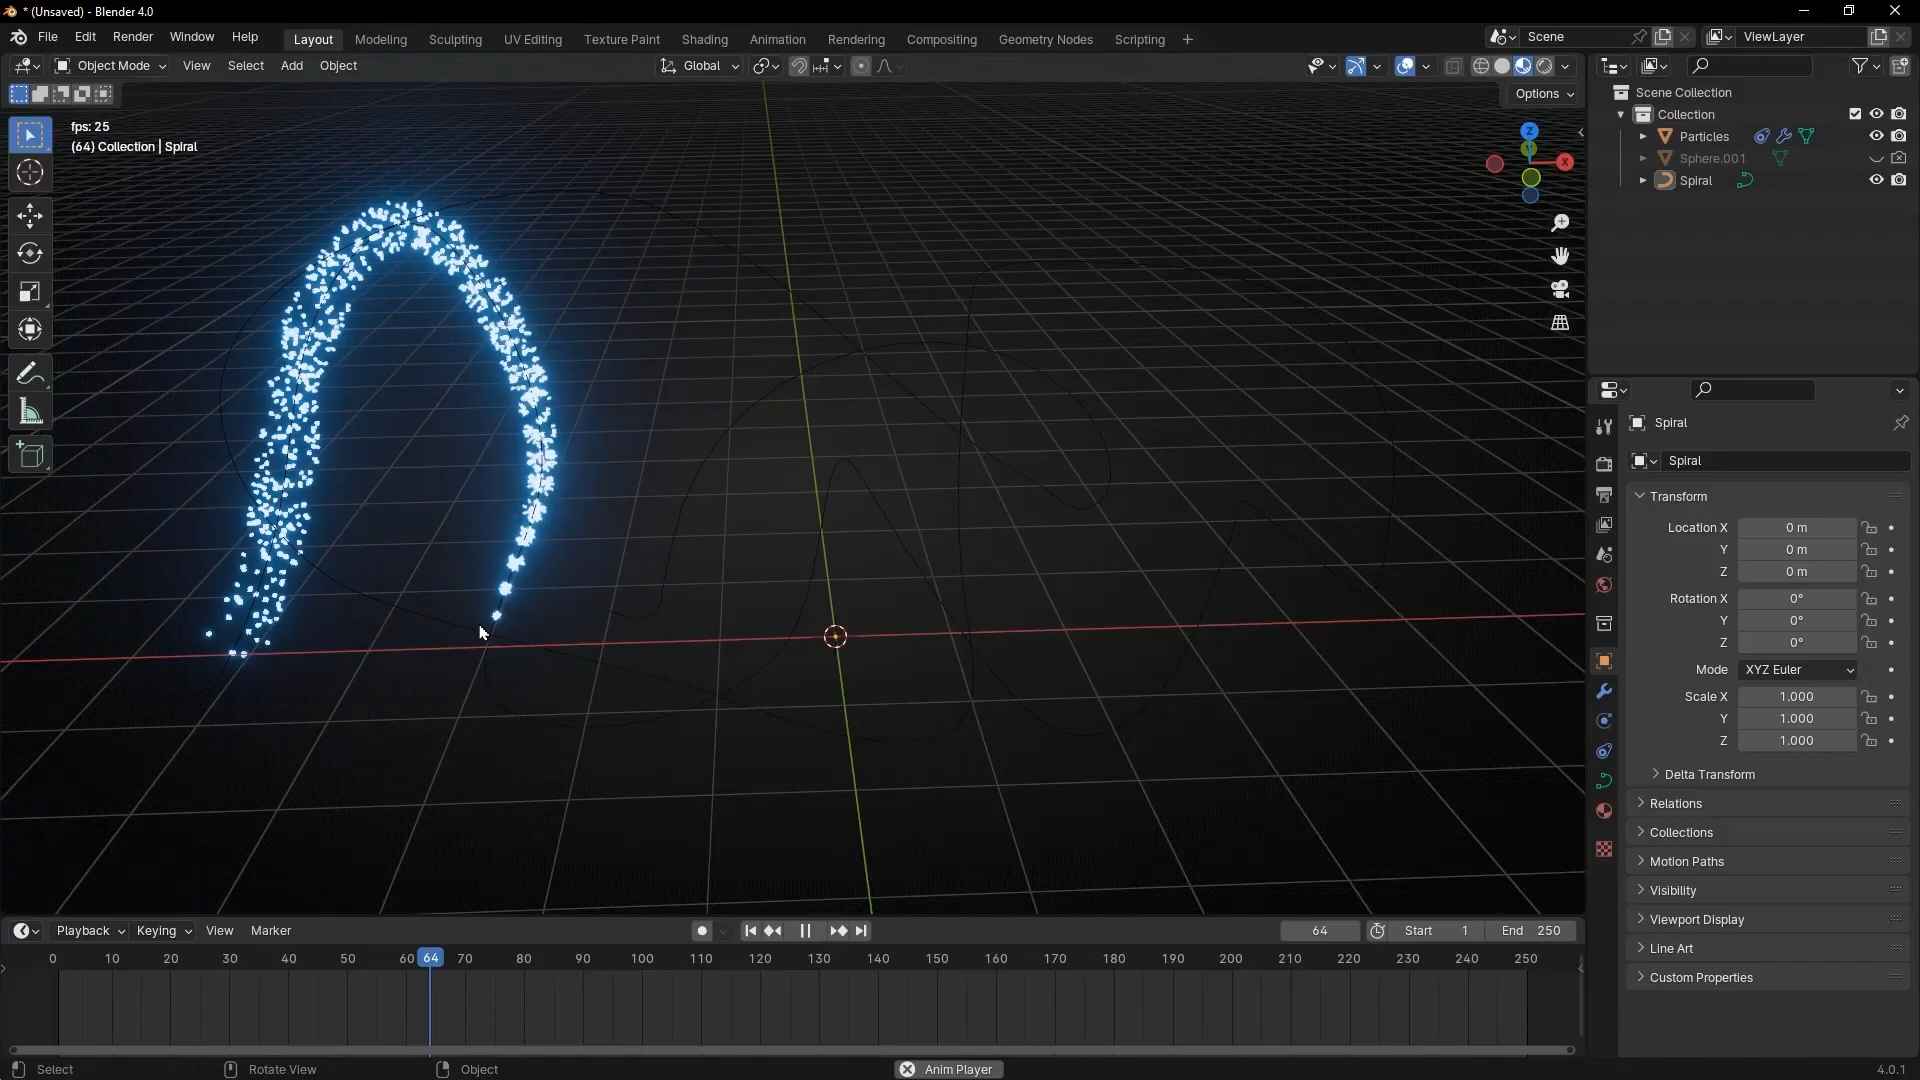 * (Unsaved) - Blender 4.0
File Edit Render Window Help Layout Modeling Sculpting UV Editing Texture Paint Shading Animation Rendering Compositing Geometry Nodes Scripting + Scene ViewLayer
Object Mode View Select Add Object Global
Options
fps: 25
(64) Collection | Spiral
Z
X
Scene Collection
Collection
Particles
Sphere.001
Spiral
Spiral
Spiral
Transform
Location X 0 m
Y 0 m
Z 0 m
Rotation X 0°
Y 0°
Z 0°
Mode XYZ Euler
Scale X 1.000
Y 1.000
Z 1.000
Delta Transform
Relations
Collections
Motion Paths
Visibility
Viewport Display
Line Art
Custom Properties
Playback Keying View Marker 64 Start 1 End 250
0 10 20 30 40 50 60 64 70 80 90 100 110 120 130 140 150 160 170 180 190 200 210 220 230 240 250
Select Rotate View Object Anim Player 4.0.1